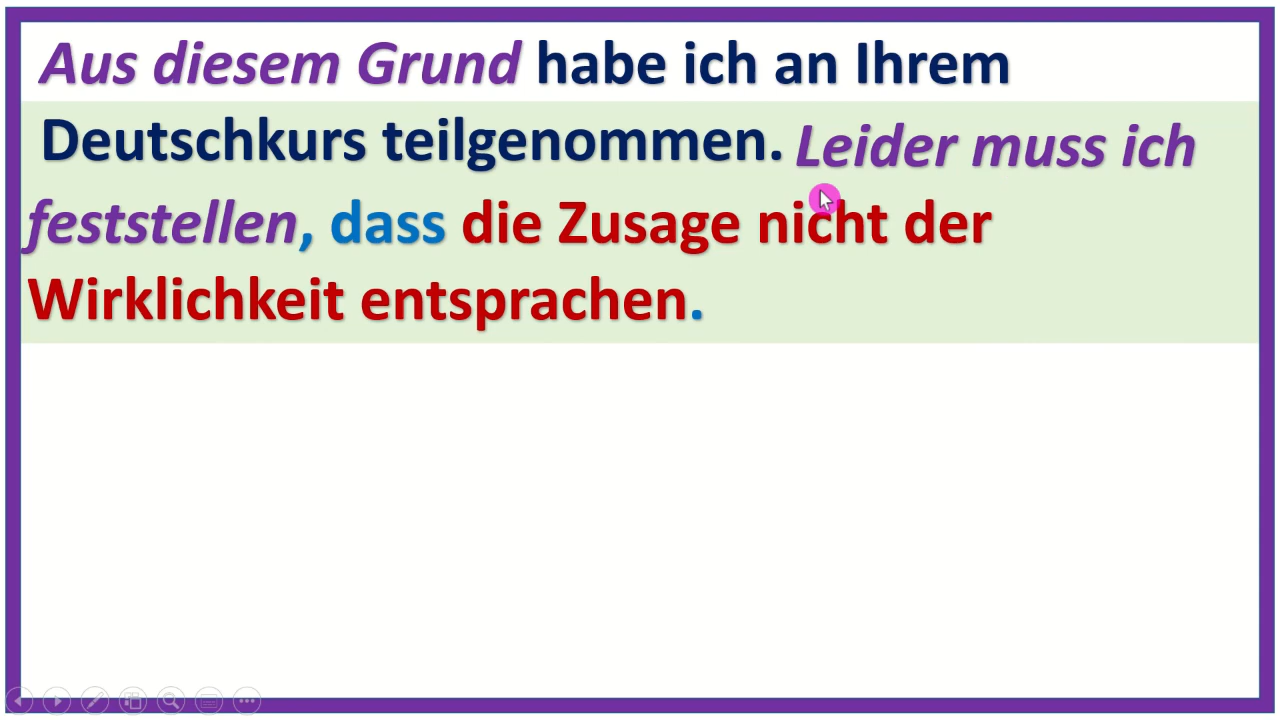 Aus diesem Grund habe ich an Ihrem
Deutschkurs teilgenommen. Leider muss ich
feststellen, dass die Zusage nicht der
Wirklichkeit entsprachen.